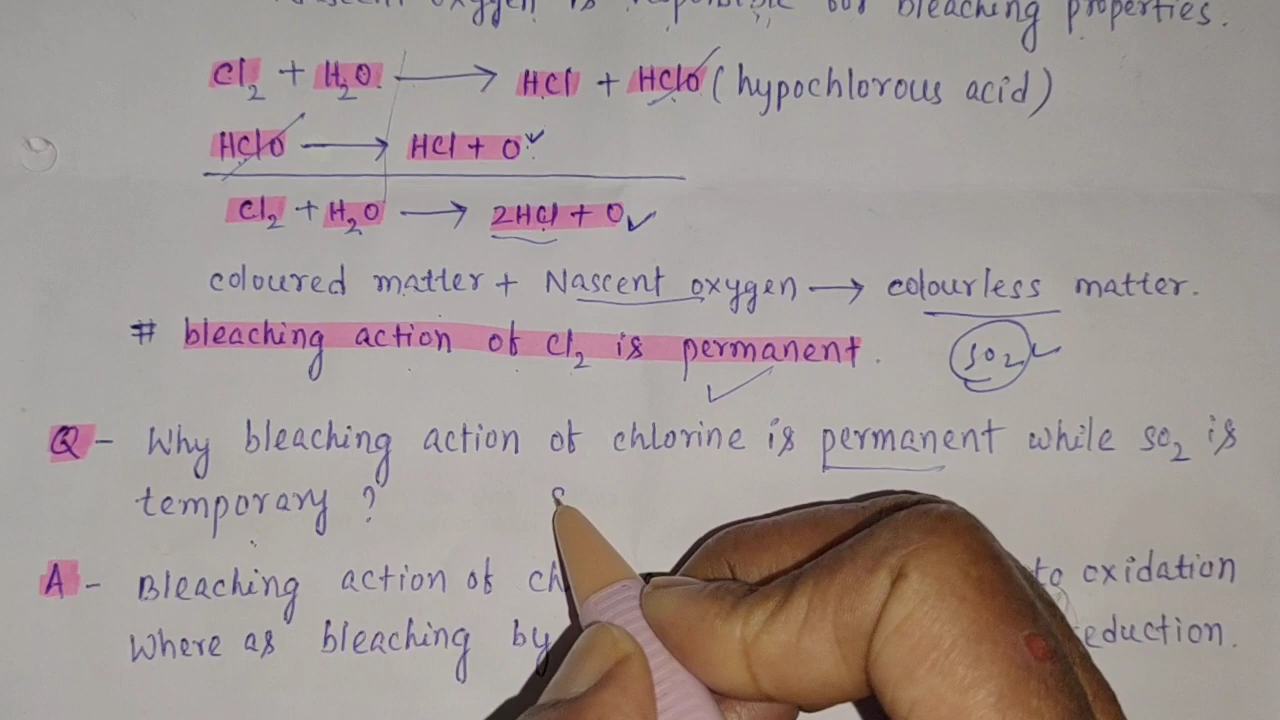 Nascent oxygen is responsible for bleaching properties.
Cl₂ + H₂O ⟶ HCl + HClO (hypochlorous acid)
HClO ⟶ HCl + O
Cl₂ + H₂O ⟶ 2HCl + O
coloured matter + Nascent oxygen ⟶ colourless matter.
# bleaching action of Cl₂ is permanent.
SO₂
Q - Why bleaching action of chlorine is permanent while SO₂ is
temporary ?
A - Bleaching action of to oxidation
Where as bleaching by